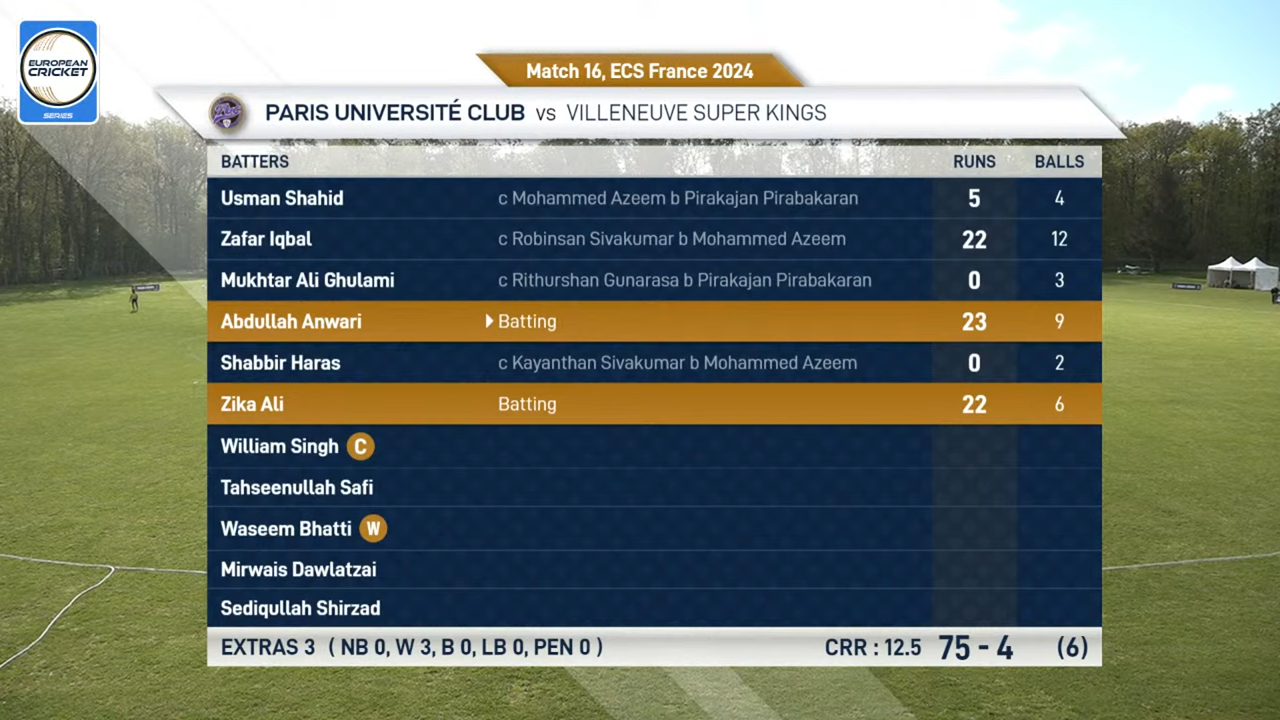 EUROPEAN
CRICKET
SERIES
Match 16, ECS France 2024
PARIS UNIVERSITÉ CLUB vs VILLENEUVE SUPER KINGS
BATTERS RUNS BALLS
Usman Shahid c Mohammed Azeem b Pirakajan Pirabakaran 5 4
Zafar Iqbal c Robinsan Sivakumar b Mohammed Azeem 22 12
Mukhtar Ali Ghulami c Rithurshan Gunarasa b Pirakajan Pirabakaran 0 3
Abdullah Anwari Batting 23 9
Shabbir Haras c Kayanthan Sivakumar b Mohammed Azeem 0 2
Zika Ali Batting 22 6
William Singh C
Tahseenullah Safi
Waseem Bhatti W
Mirwais Dawlatzai
Sediqullah Shirzad
EXTRAS 3 ( NB 0, W 3, B 0, LB 0, PEN 0 ) CRR : 12.5 75 - 4 (6)